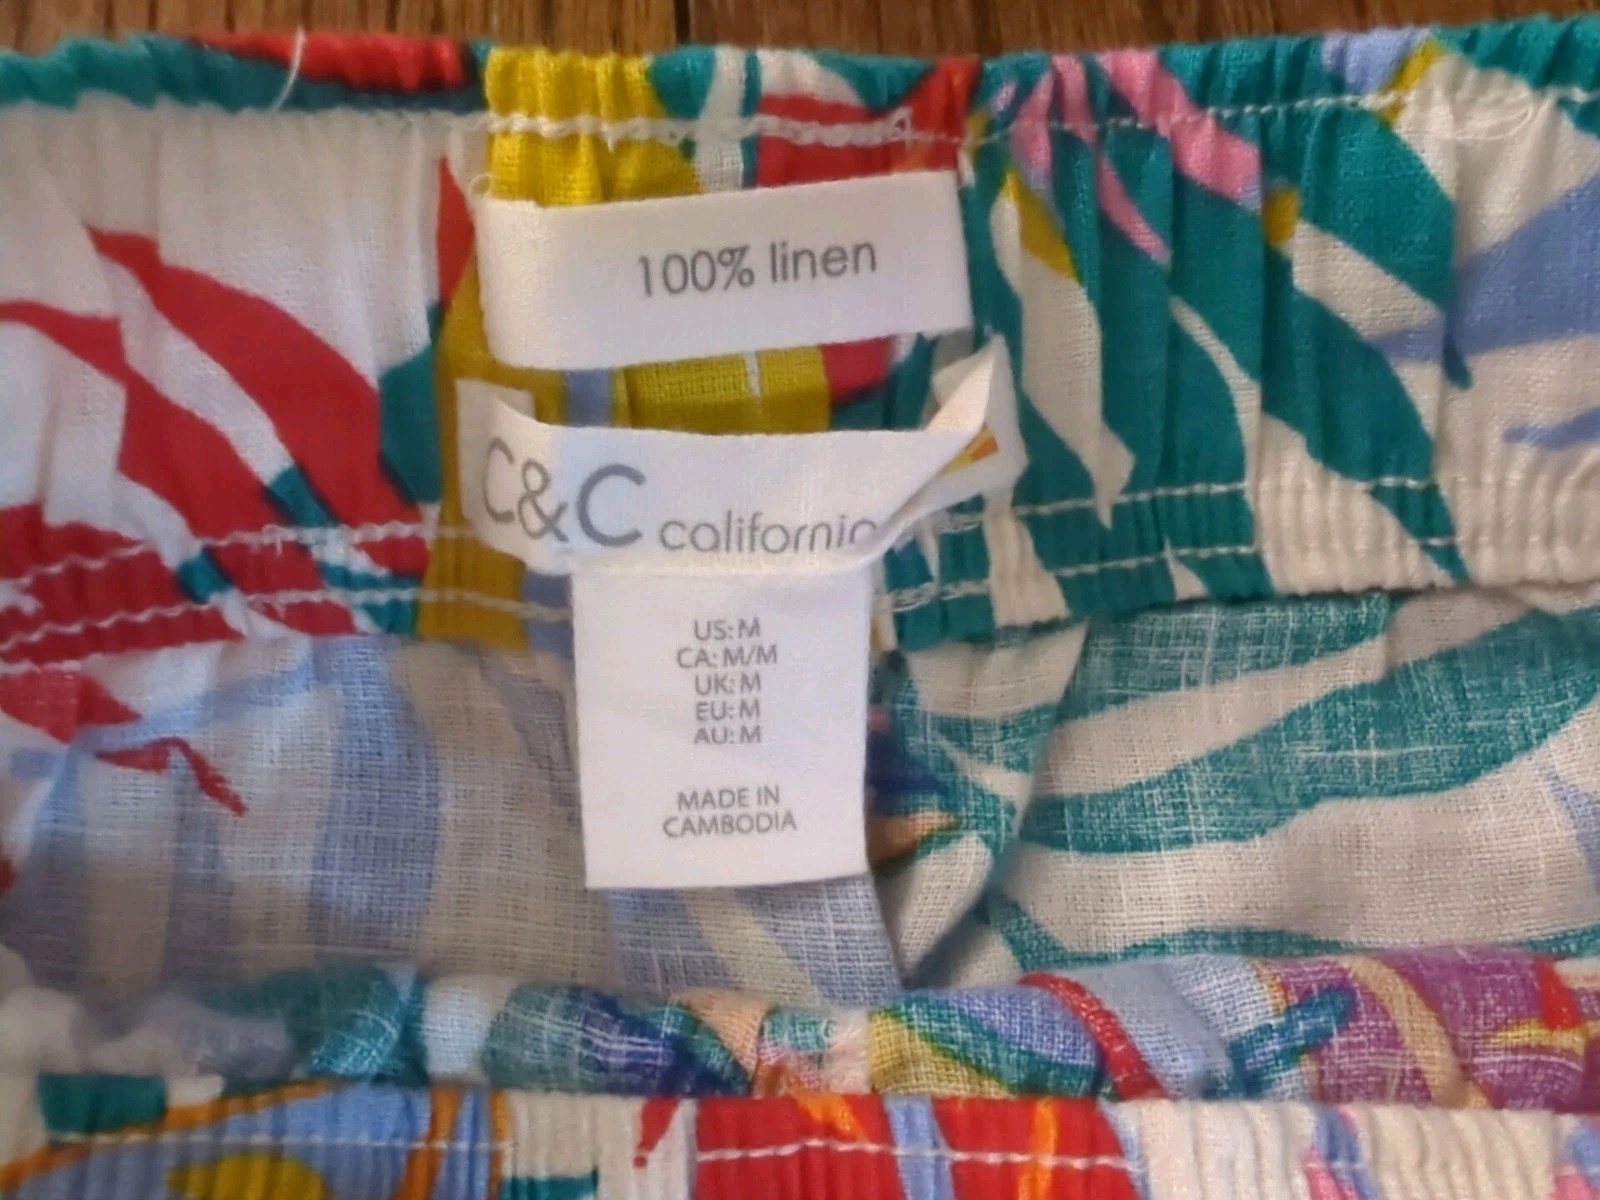 100% linen
C&C california
US: M
CA: M/M
UK: M
EU: M
AU: M
MADE IN
CAMBODIA